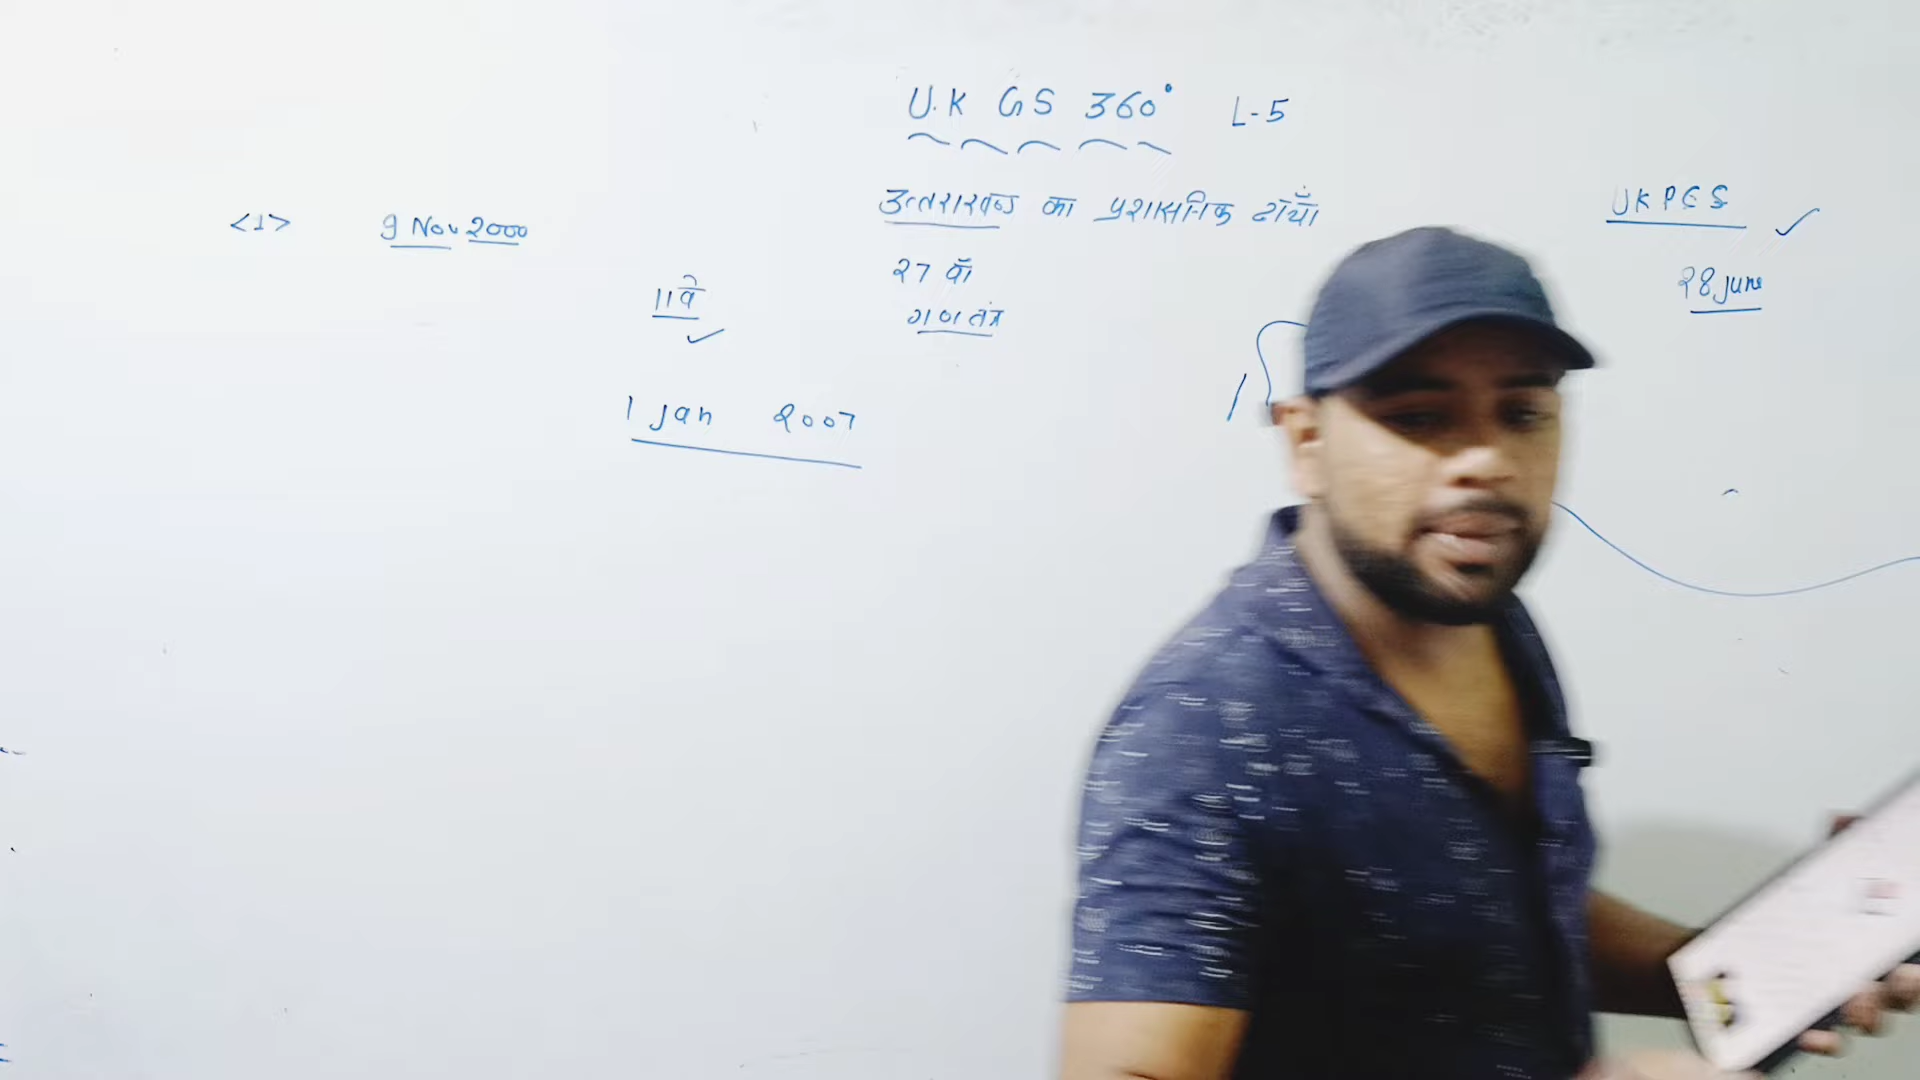 U.K GS 360° L-5
उत्तराखण्ड का प्रशासनिक ढाँचा
UKPCS
<1> 9 Nov 2000
27 वाँ
गणतंत्र
11वे
28 June
1 Jan 2007